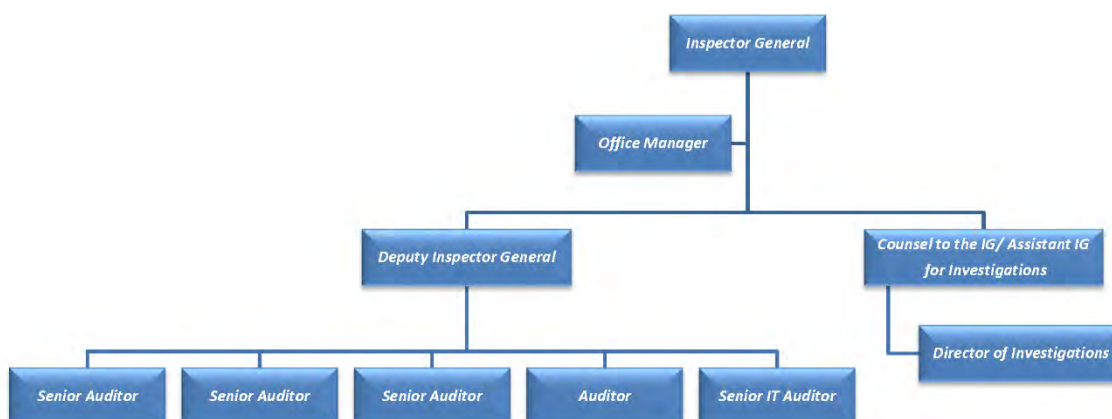 Inspector General
Office Manager
Deputy Inspector General
Counsel to the IG/ Assistant IG
for Investigations
Director of Investigations
Senior Auditor
Senior Auditor
Senior Auditor
Auditor
Senior IT Auditor